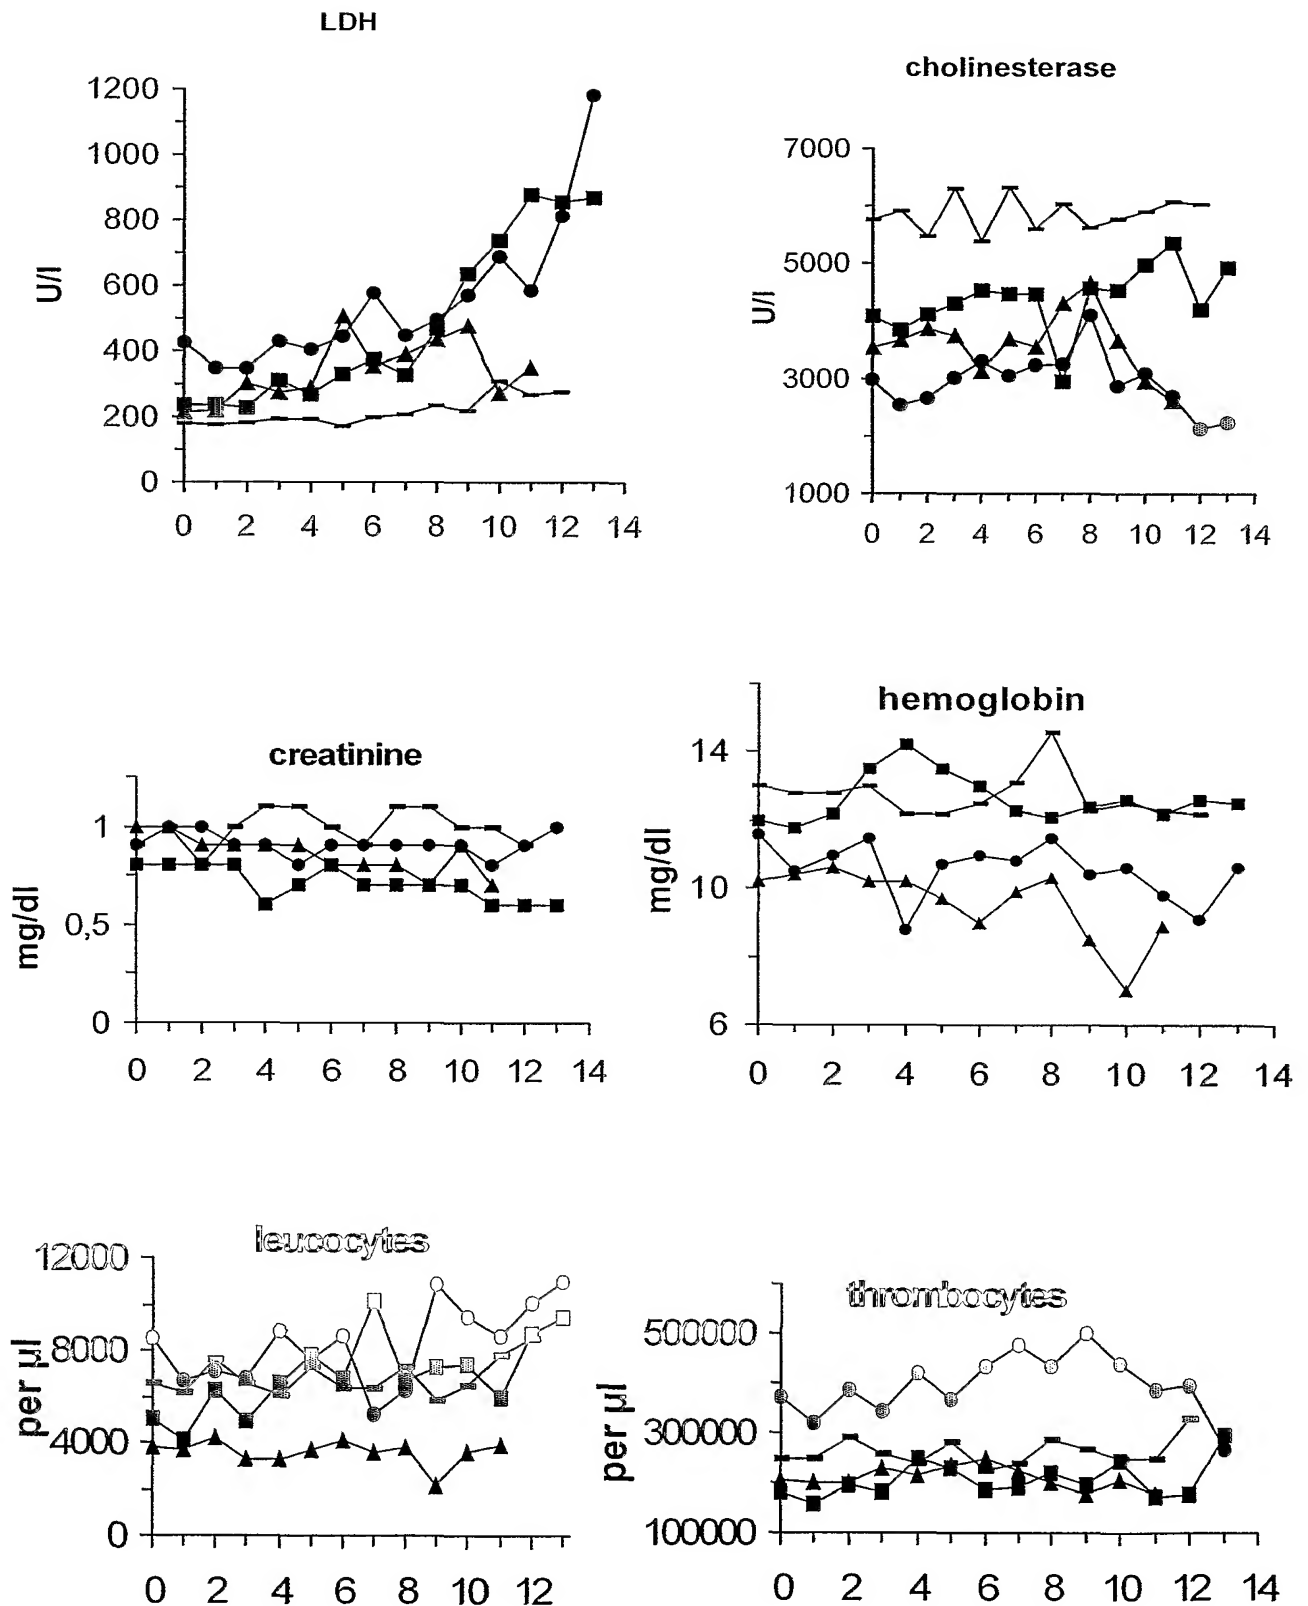 LDH
1200
1000
800
600
400
200
0
U/I
0 2 4 6 8 10 12 14
cholinesterase
7000
5000
3000
1000
U/I
0 2 4 6 8 10 12 14
creatinine
1
0,5
0
mg/dl
0 2 4 6 8 10 12 14
hemoglobin
14
10
6
mg/dl
0 2 4 6 8 10 12 14
leucocytes
12000
8000
4000
0
per µl
0 2 4 6 8 10 12
thrombocytes
500000
300000
100000
per µl
0 2 4 6 8 10 12 14